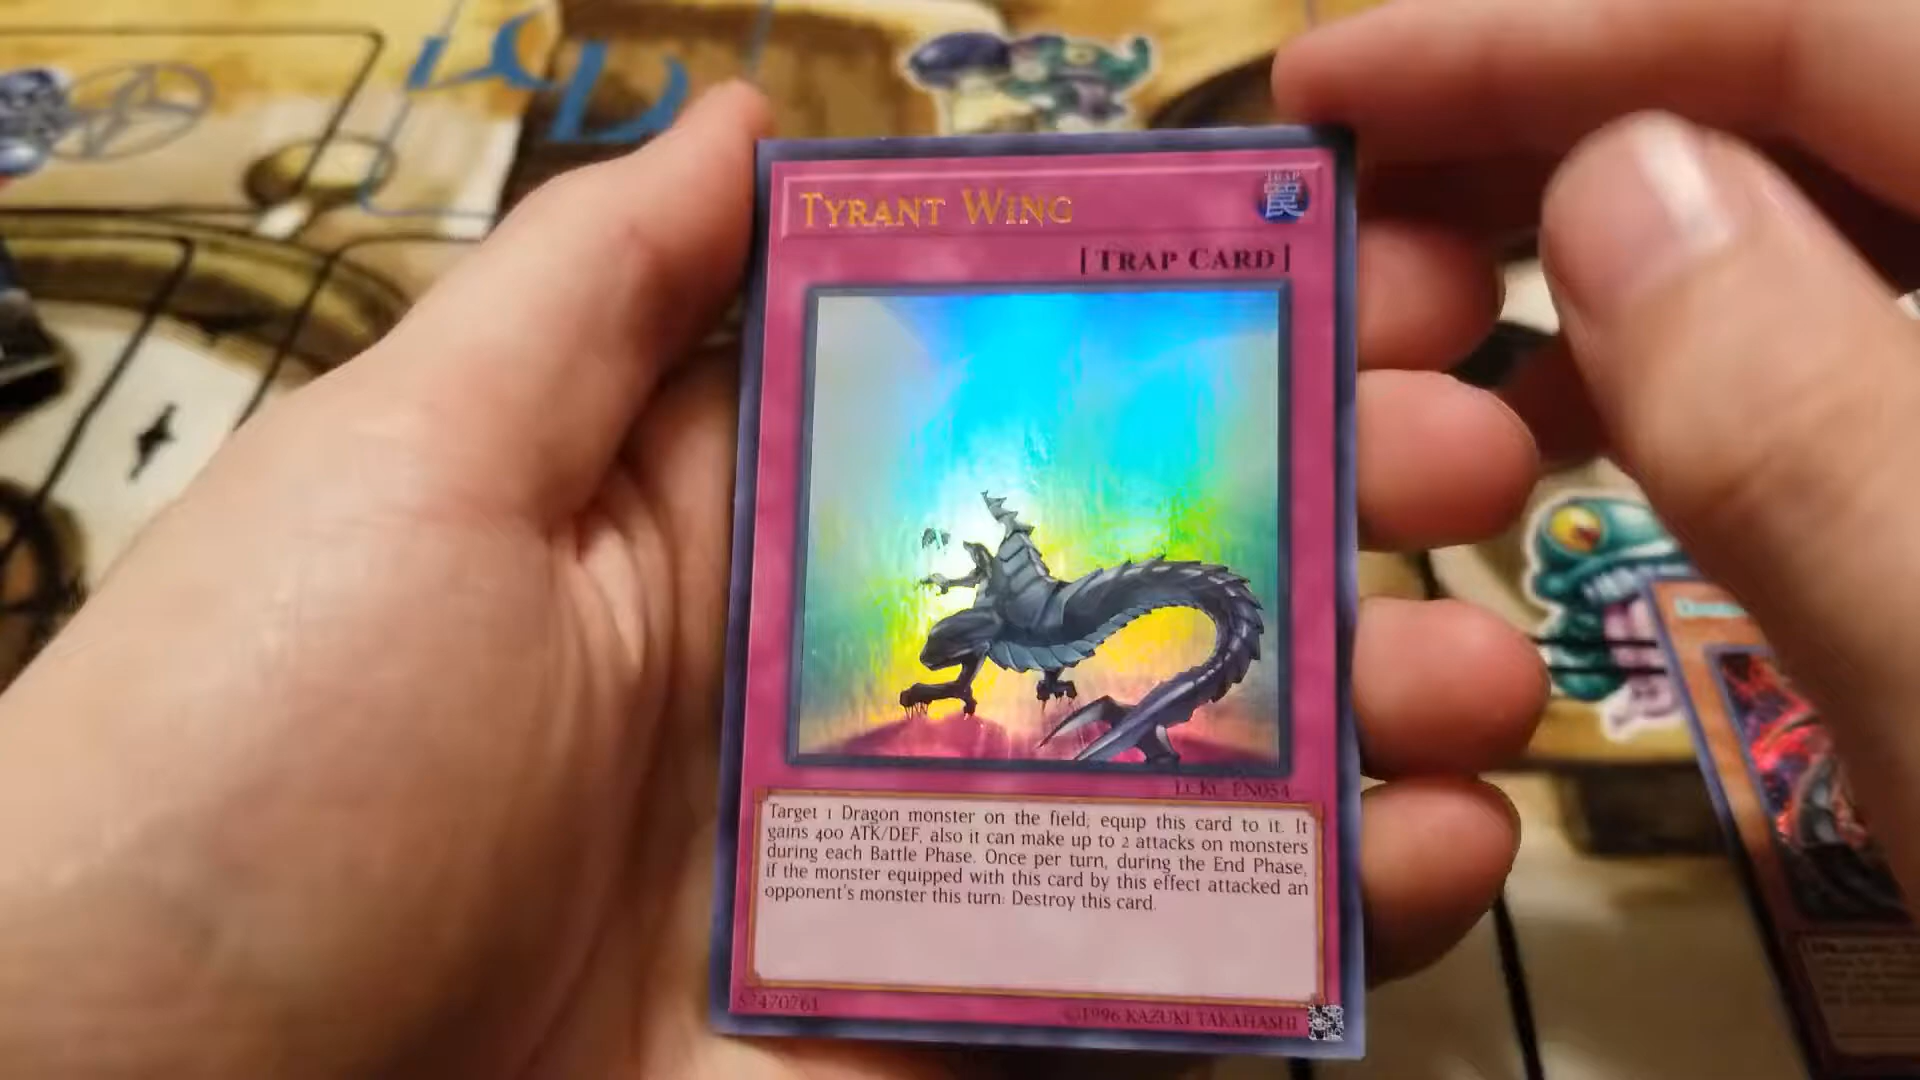 TYRANT WING
TRAP
罠
[TRAP CARD]
LCKC-EN054
Target 1 Dragon monster on the field; equip this card to it. It
gains 400 ATK/DEF, also it can make up to 2 attacks on monsters
during each Battle Phase. Once per turn, during the End Phase,
if the monster equipped with this card by this effect attacked an
opponent's monster this turn: Destroy this card.
57470761
©1996 KAZUKI TAKAHASHI